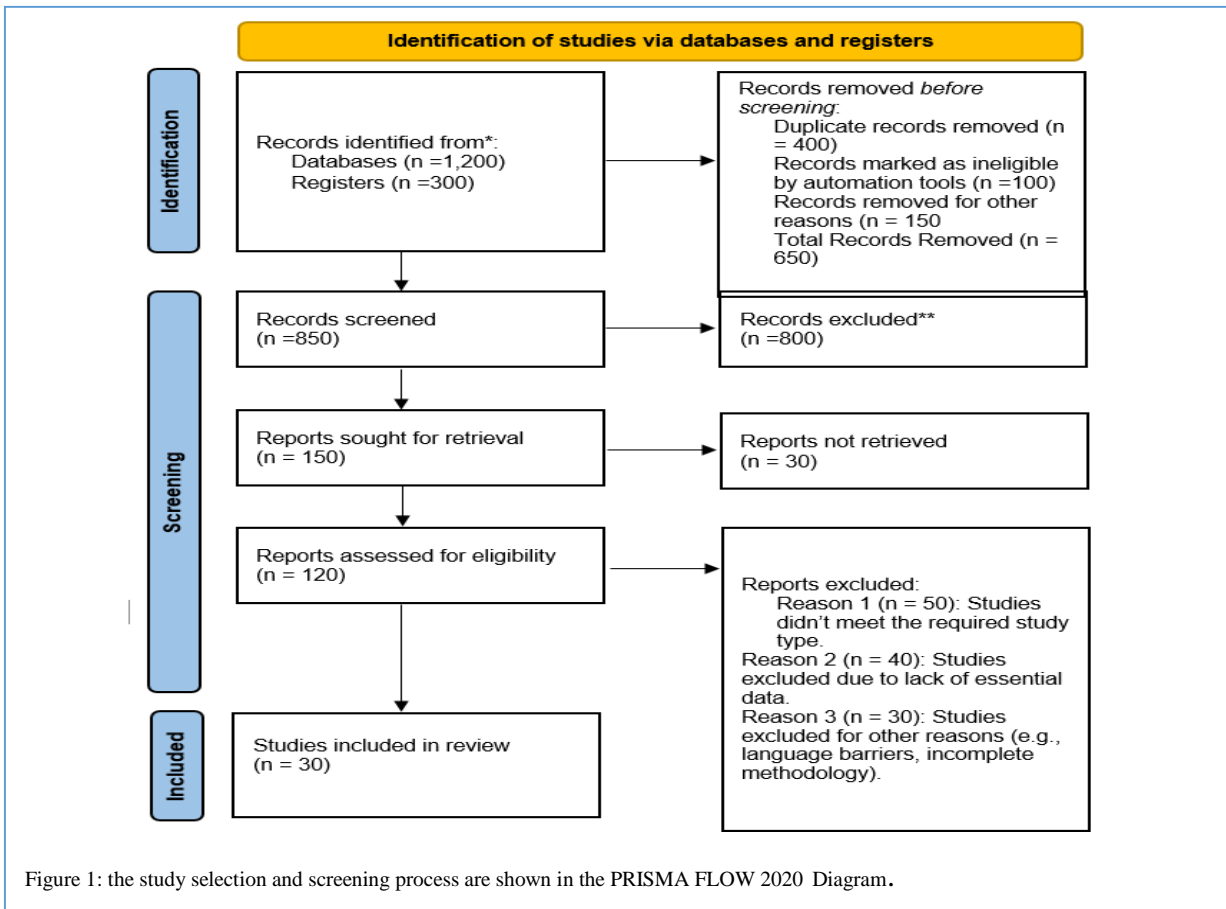 Identification of studies via databases and registers
Identification
Records identified from*:
Databases (n =1,200)
Registers (n =300)
Records removed before
screening:
Duplicate records removed (n
= 400)
Records marked as ineligible
by automation tools (n =100)
Records removed for other
reasons (n = 150
Total Records Removed (n =
650)
Screening
Records screened
(n =850)
Records excluded**
(n =800)
Reports sought for retrieval
(n = 150)
Reports not retrieved
(n = 30)
Reports assessed for eligibility
(n = 120)
Reports excluded:
Reason 1 (n = 50): Studies
didn't meet the required study
type.
Reason 2 (n = 40): Studies
excluded due to lack of essential
data.
Reason 3 (n = 30): Studies
excluded for other reasons (e.g.,
language barriers, incomplete
methodology).
Included
Studies included in review
(n = 30)
Figure 1: the study selection and screening process are shown in the PRISMA FLOW 2020 Diagram.